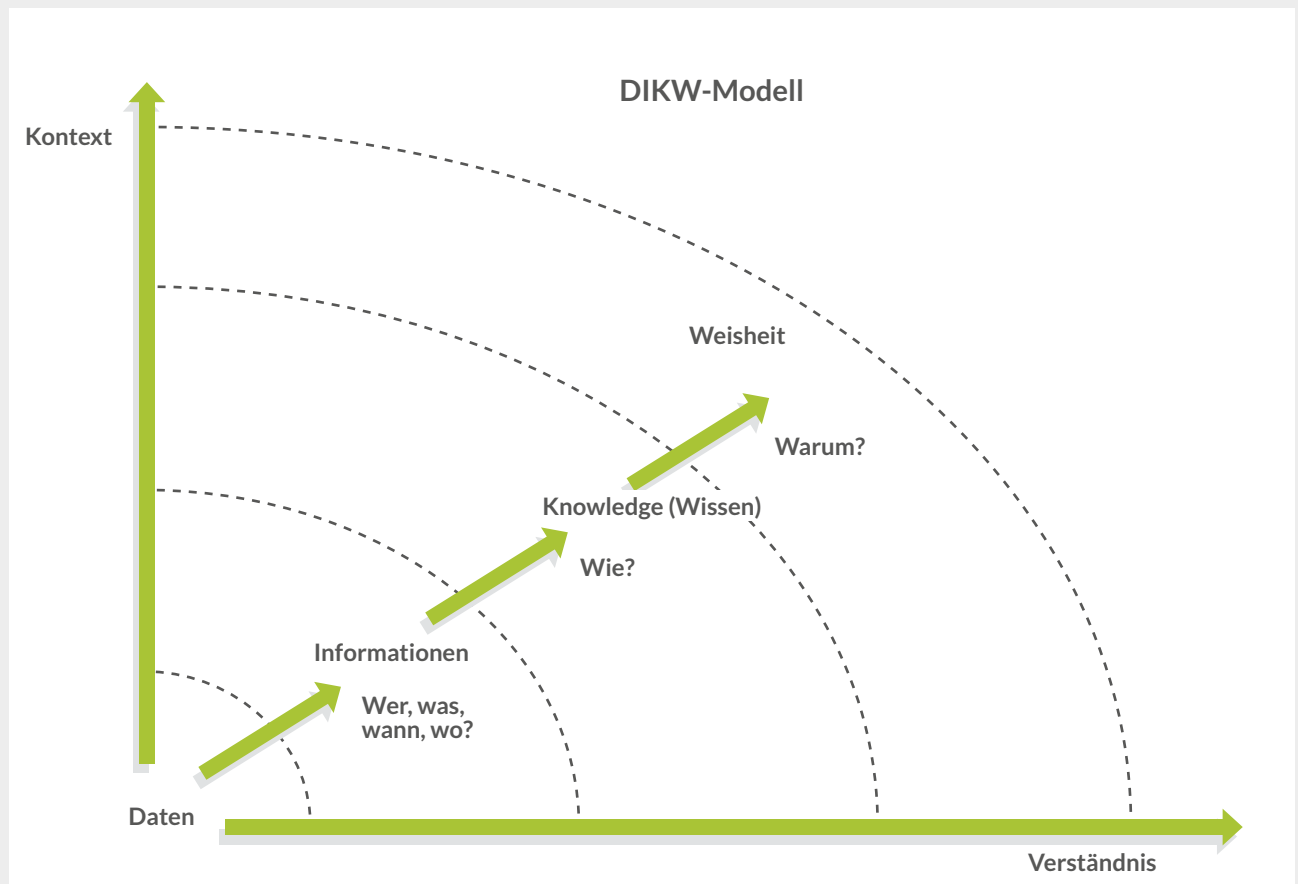 DIKW-Modell
Kontext
Weisheit
Warum?
Knowledge (Wissen)
Wie?
Informationen
Wer, was,
wann, wo?
Daten
Verständnis